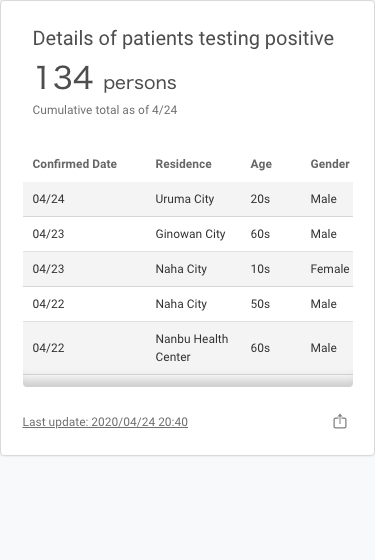 Details of patients testing positive
134 persons
Cumulative total as of 4/24
Confirmed Date Residence Age Gender
04/24 Uruma City 20s Male
04/23 Ginowan City 60s Male
04/23 Naha City 10s Female
04/22 Naha City 50s Male
04/22 Nanbu Health Center 60s Male
Last update: 2020/04/24 20:40